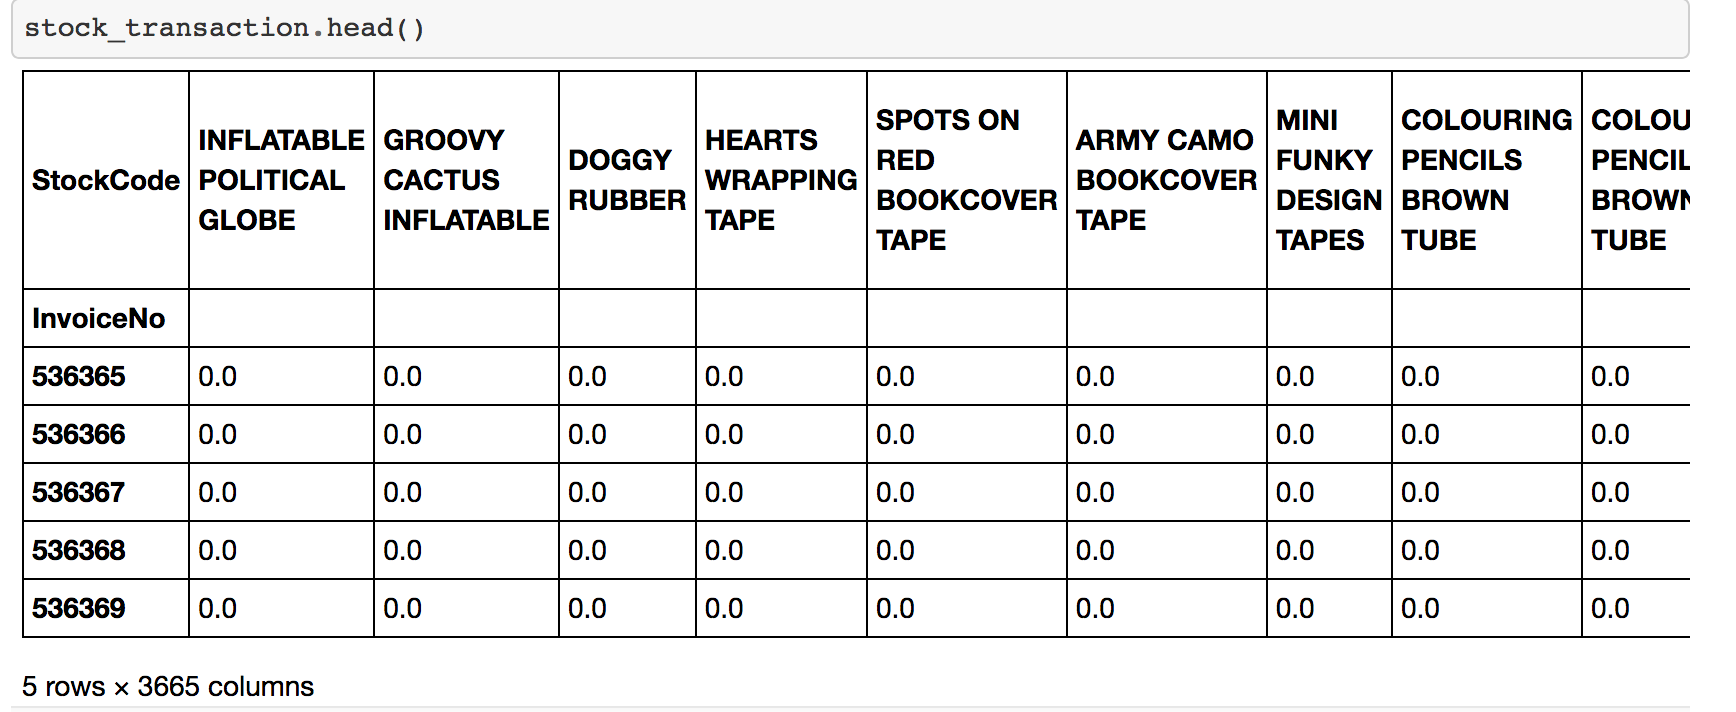 stock_transaction.head()
StockCode INFLATABLE POLITICAL GLOBE GROOVY CACTUS INFLATABLE DOGGY RUBBER HEARTS WRAPPING TAPE SPOTS ON RED BOOKCOVER TAPE ARMY CAMO BOOKCOVER TAPE MINI FUNKY DESIGN TAPES COLOURING PENCILS BROWN TUBE COLOU PENCIL BROWN TUBE
InvoiceNo
536365 0.0 0.0 0.0 0.0 0.0 0.0 0.0 0.0 0.0
536366 0.0 0.0 0.0 0.0 0.0 0.0 0.0 0.0 0.0
536367 0.0 0.0 0.0 0.0 0.0 0.0 0.0 0.0 0.0
536368 0.0 0.0 0.0 0.0 0.0 0.0 0.0 0.0 0.0
536369 0.0 0.0 0.0 0.0 0.0 0.0 0.0 0.0 0.0
5 rows × 3665 columns